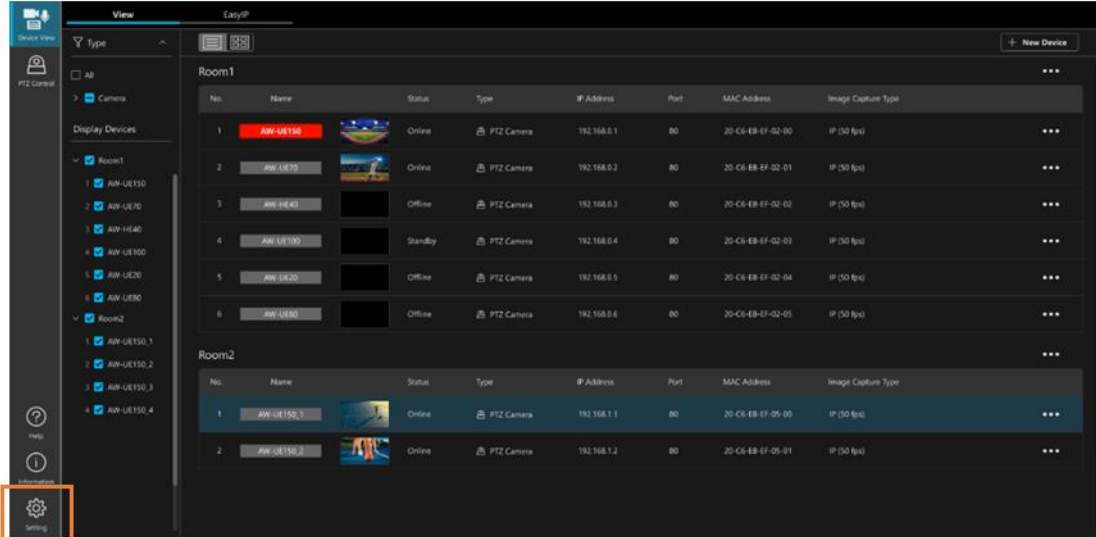 View EasyIP
Device View
Type
+ New Device
PTZ Control
All
Camera
Room1
No. Name Status Type IP Address Port MAC Address Image Capture Type
1 AW-UE150 Online PTZ Camera 192.168.0.1 80 20-C6-EB-EF-02-00 IP (50 fps)
2 AW-UE70 Online PTZ Camera 192.168.0.2 80 20-C6-EB-EF-02-01 IP (50 fps)
3 AW-HE40 Offline PTZ Camera 192.168.0.3 80 20-C6-EB-EF-02-02 IP (50 fps)
4 AW-UE100 Standby PTZ Camera 192.168.0.4 80 20-C6-EB-EF-02-03 IP (50 fps)
5 AW-UE20 Offline PTZ Camera 192.168.0.5 80 20-C6-EB-EF-02-04 IP (50 fps)
6 AW-UE80 Offline PTZ Camera 192.168.0.6 80 20-C6-EB-EF-02-05 IP (50 fps)
Display Devices
Room1
1 AW-UE150
2 AW-UE70
3 AW-HE40
4 AW-UE100
5 AW-UE20
6 AW-UE80
Room2
1 AW-UE150_1
2 AW-UE150_2
3 AW-UE150_3
4 AW-UE150_4
Room2
No. Name Status Type IP Address Port MAC Address Image Capture Type
1 AW-UE150_1 Online PTZ Camera 192.168.1.1 80 20-C6-EB-EF-05-00 IP (50 fps)
2 AW-UE150_2 Online PTZ Camera 192.168.1.2 80 20-C6-EB-EF-05-01 IP (50 fps)
Help
Information
Setting